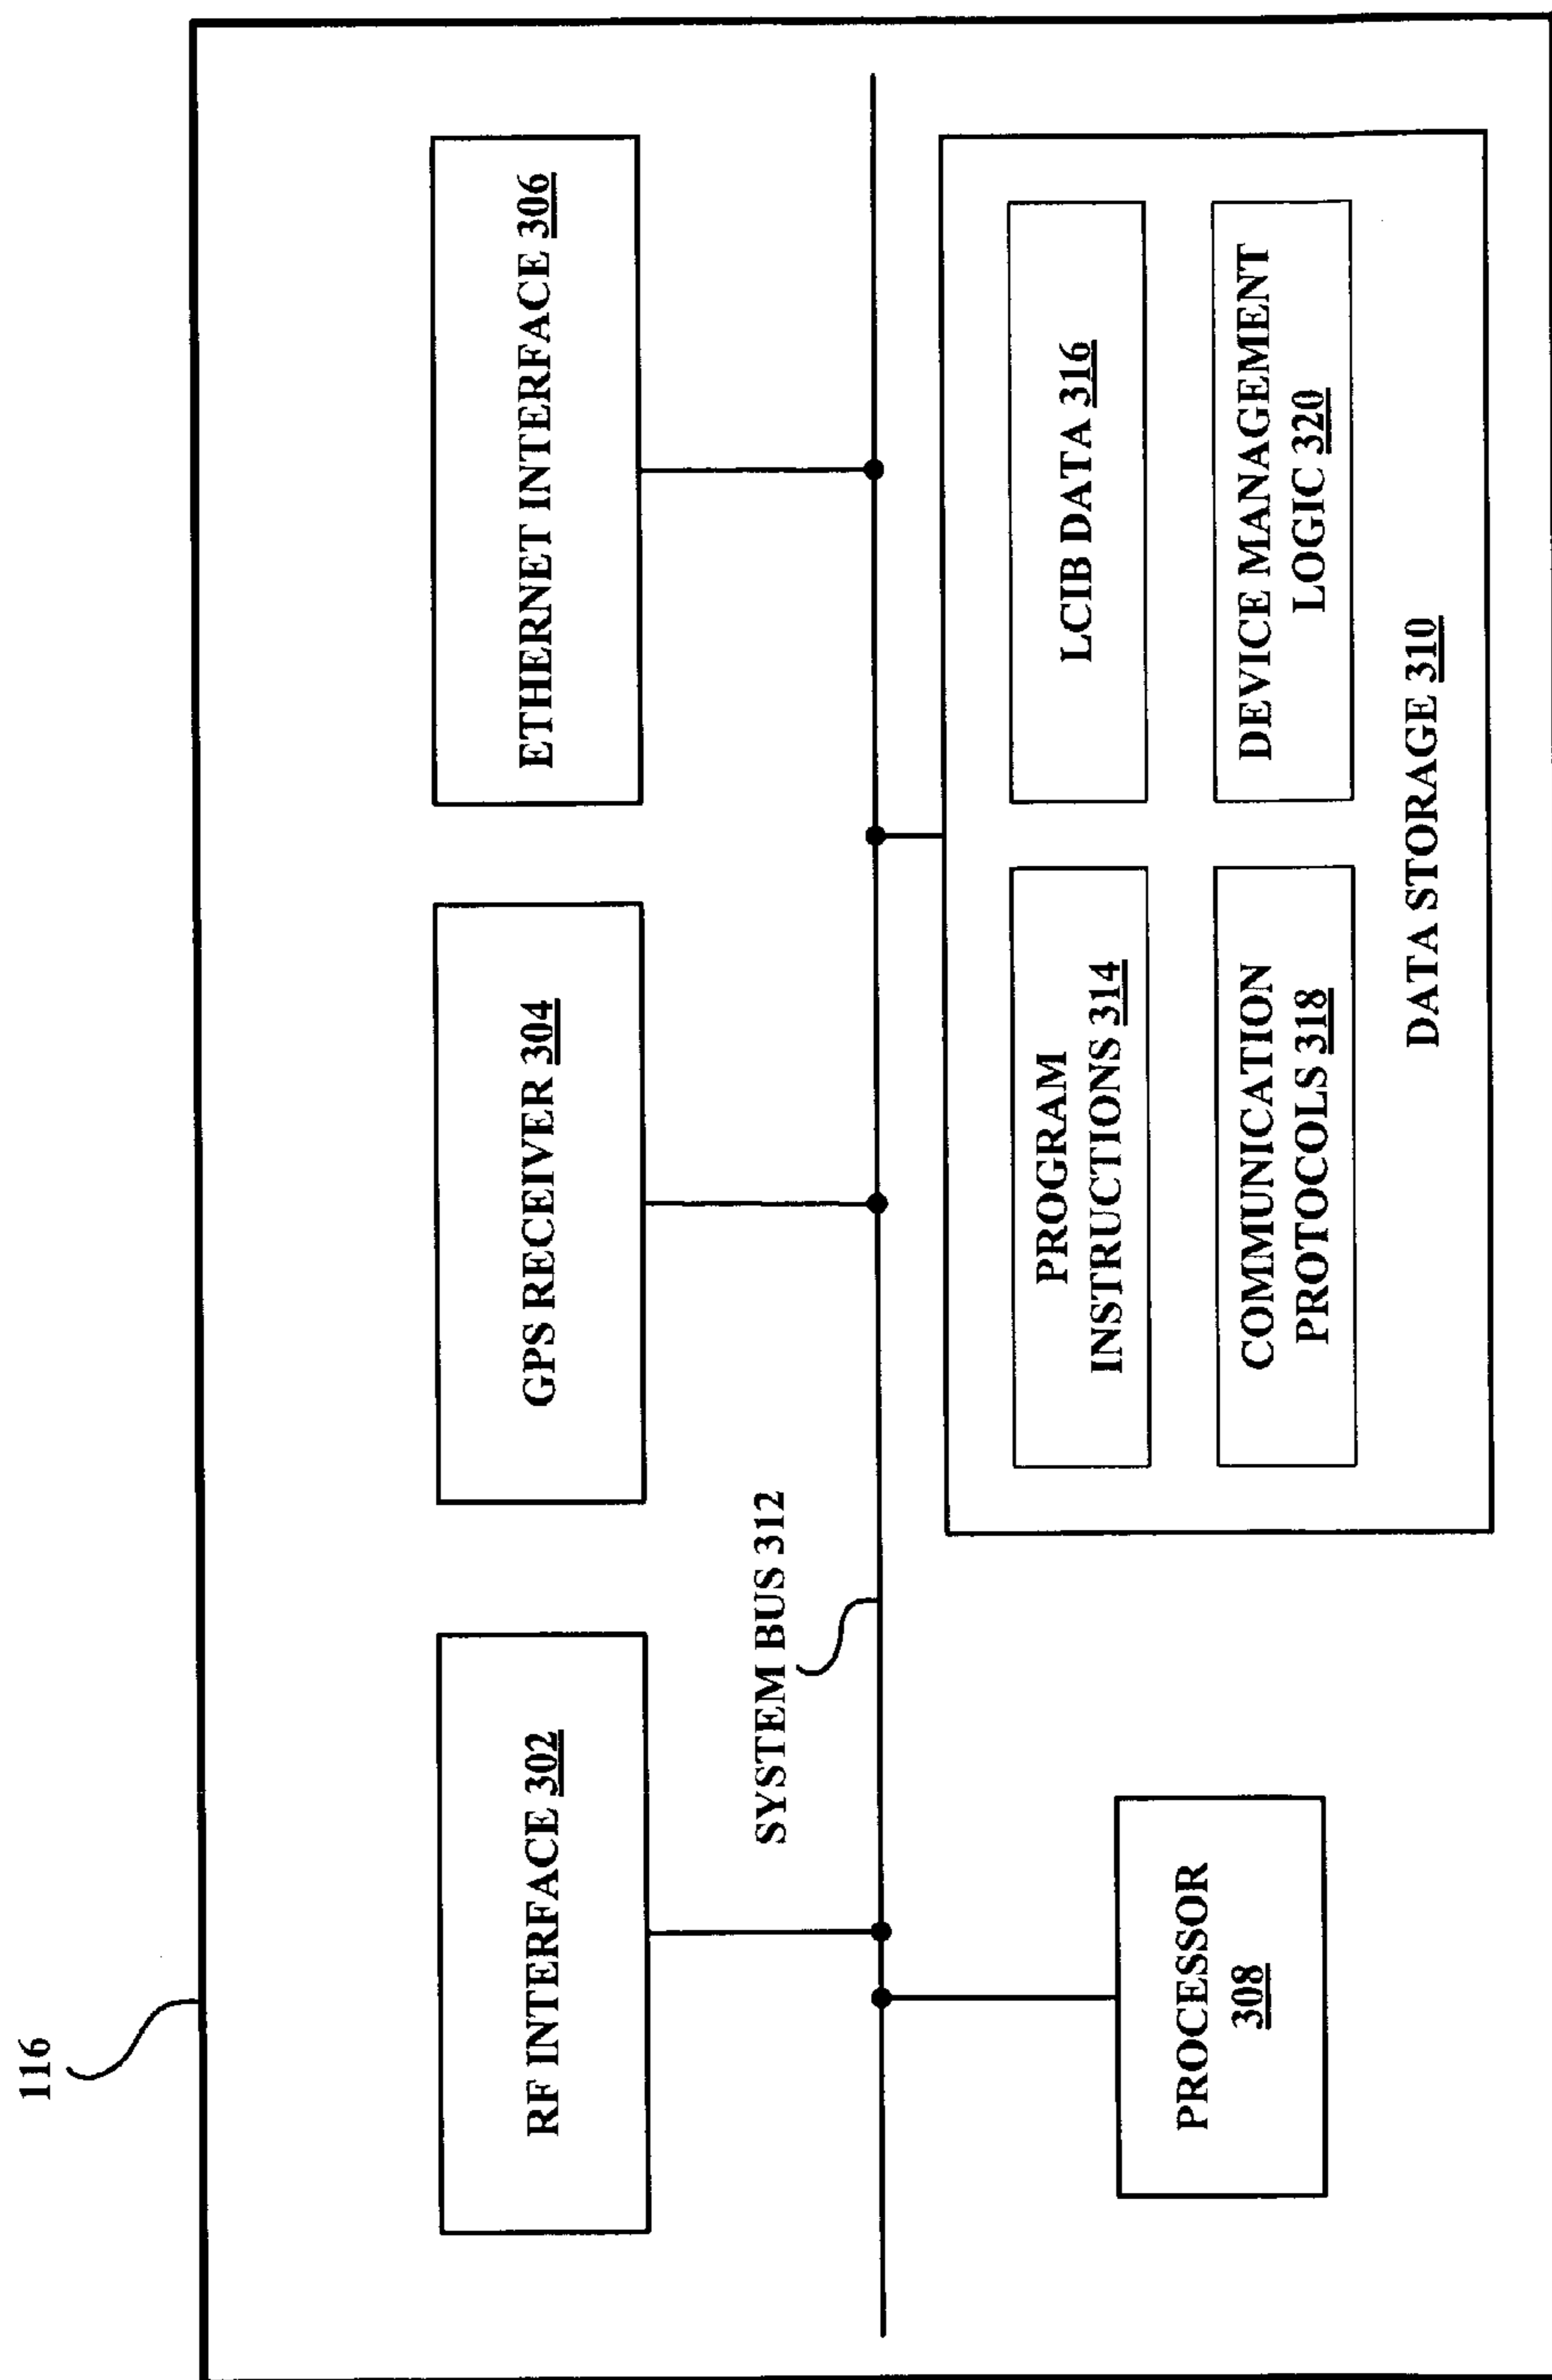 116
RF INTERFACE 302
GPS RECEIVER 304
ETHERNET INTERFACE 306
SYSTEM BUS 312
PROCESSOR
308
PROGRAM
INSTRUCTIONS 314
LCIB DATA 316
COMMUNICATION
PROTOCOLS 318
DEVICE MANAGEMENT
LOGIC 320
DATA STORAGE 310